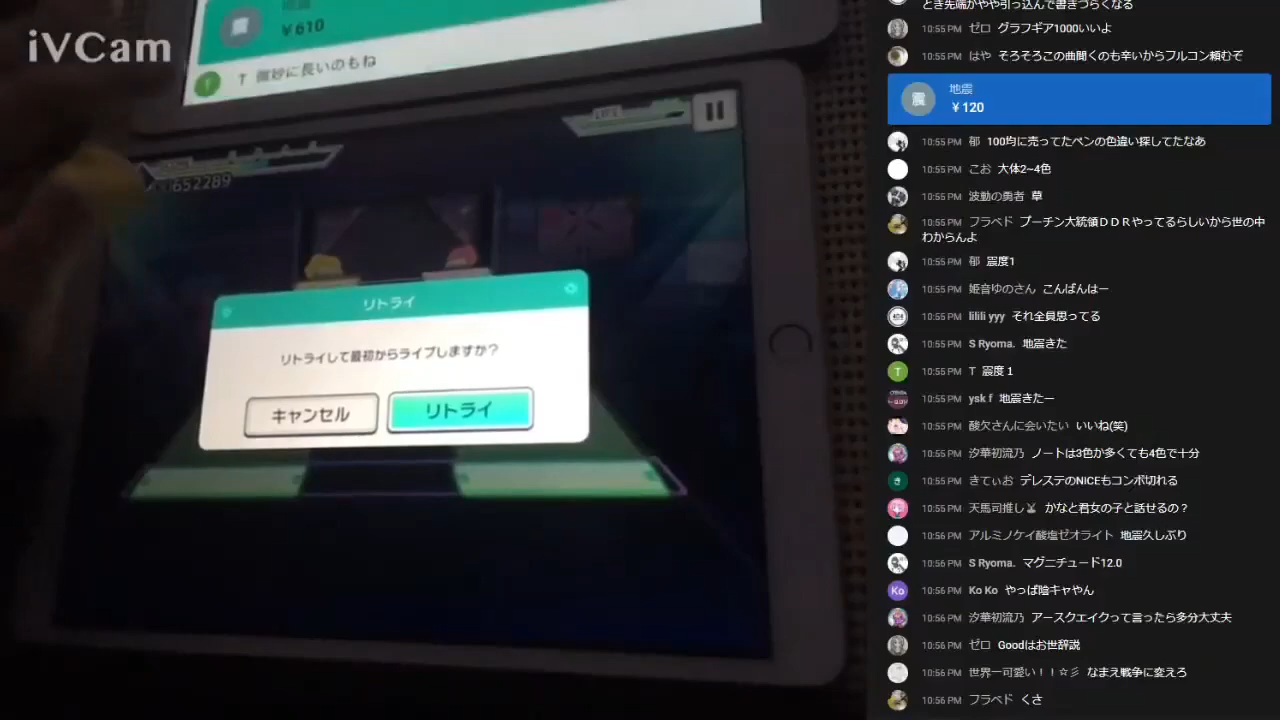 iVCam
震
¥610
T 微妙に長いのもね
652289
LIFE
リトライ
リトライして最初からライブしますか?
キャンセル
リトライ
とき先端がやや引っ込んで書きづらくなる
10:55 PM ゼロ グラフギア1000いいよ
10:55 PM はや そろそろこの曲聞くのも辛いからフルコン頼むぞ
震
地震
¥120
10:55 PM 郁 100均に売ってたペンの色違い探してたなあ
10:55 PM こお 大体2~4色
10:55 PM 波動の勇者 草
10:55 PM フラベド プーチン大統領DDRやってるらしいから世の中
わからんよ
10:55 PM 郁 震度1
10:55 PM 姫音ゆのさん こんばんはー
10:55 PM lilili yyy それ全員思ってる
10:55 PM S Ryoma. 地震きた
T 10:55 PM T 震度 1
10:55 PM ysk f 地震きたー
10:55 PM 酸欠さんに会いたい いいね(笑)
10:55 PM 汐華初流乃 ノートは3色か多くても4色で十分
き 10:55 PM きてぃお デレステのNICEもコンボ切れる
10:55 PM 天馬司推し かなと君女の子と話せるの?
10:56 PM アルミノケイ酸塩ゼオライト 地震久しぶり
10:56 PM S Ryoma. マグニチュード12.0
Ko 10:56 PM Ko Ko やっぱ陰キャやん
10:56 PM 汐華初流乃 アースクエイクって言ったら多分大丈夫
10:56 PM ゼロ Goodはお世辞説
10:56 PM 世界一可愛い!!☆彡 なまえ戦争に変えろ
10:56 PM フラベド くさ